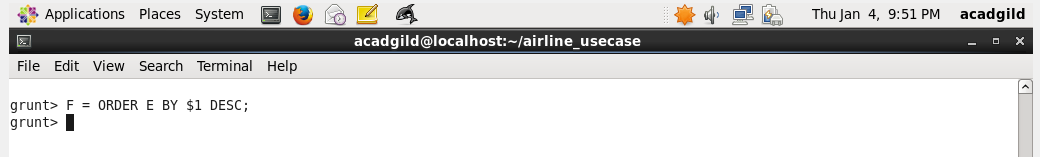 Applications Places System Thu Jan 4, 9:51 PM acadgild
acadgild@localhost:~/airline_usecase
File Edit View Search Terminal Help
grunt> F = ORDER E BY $1 DESC;
grunt>